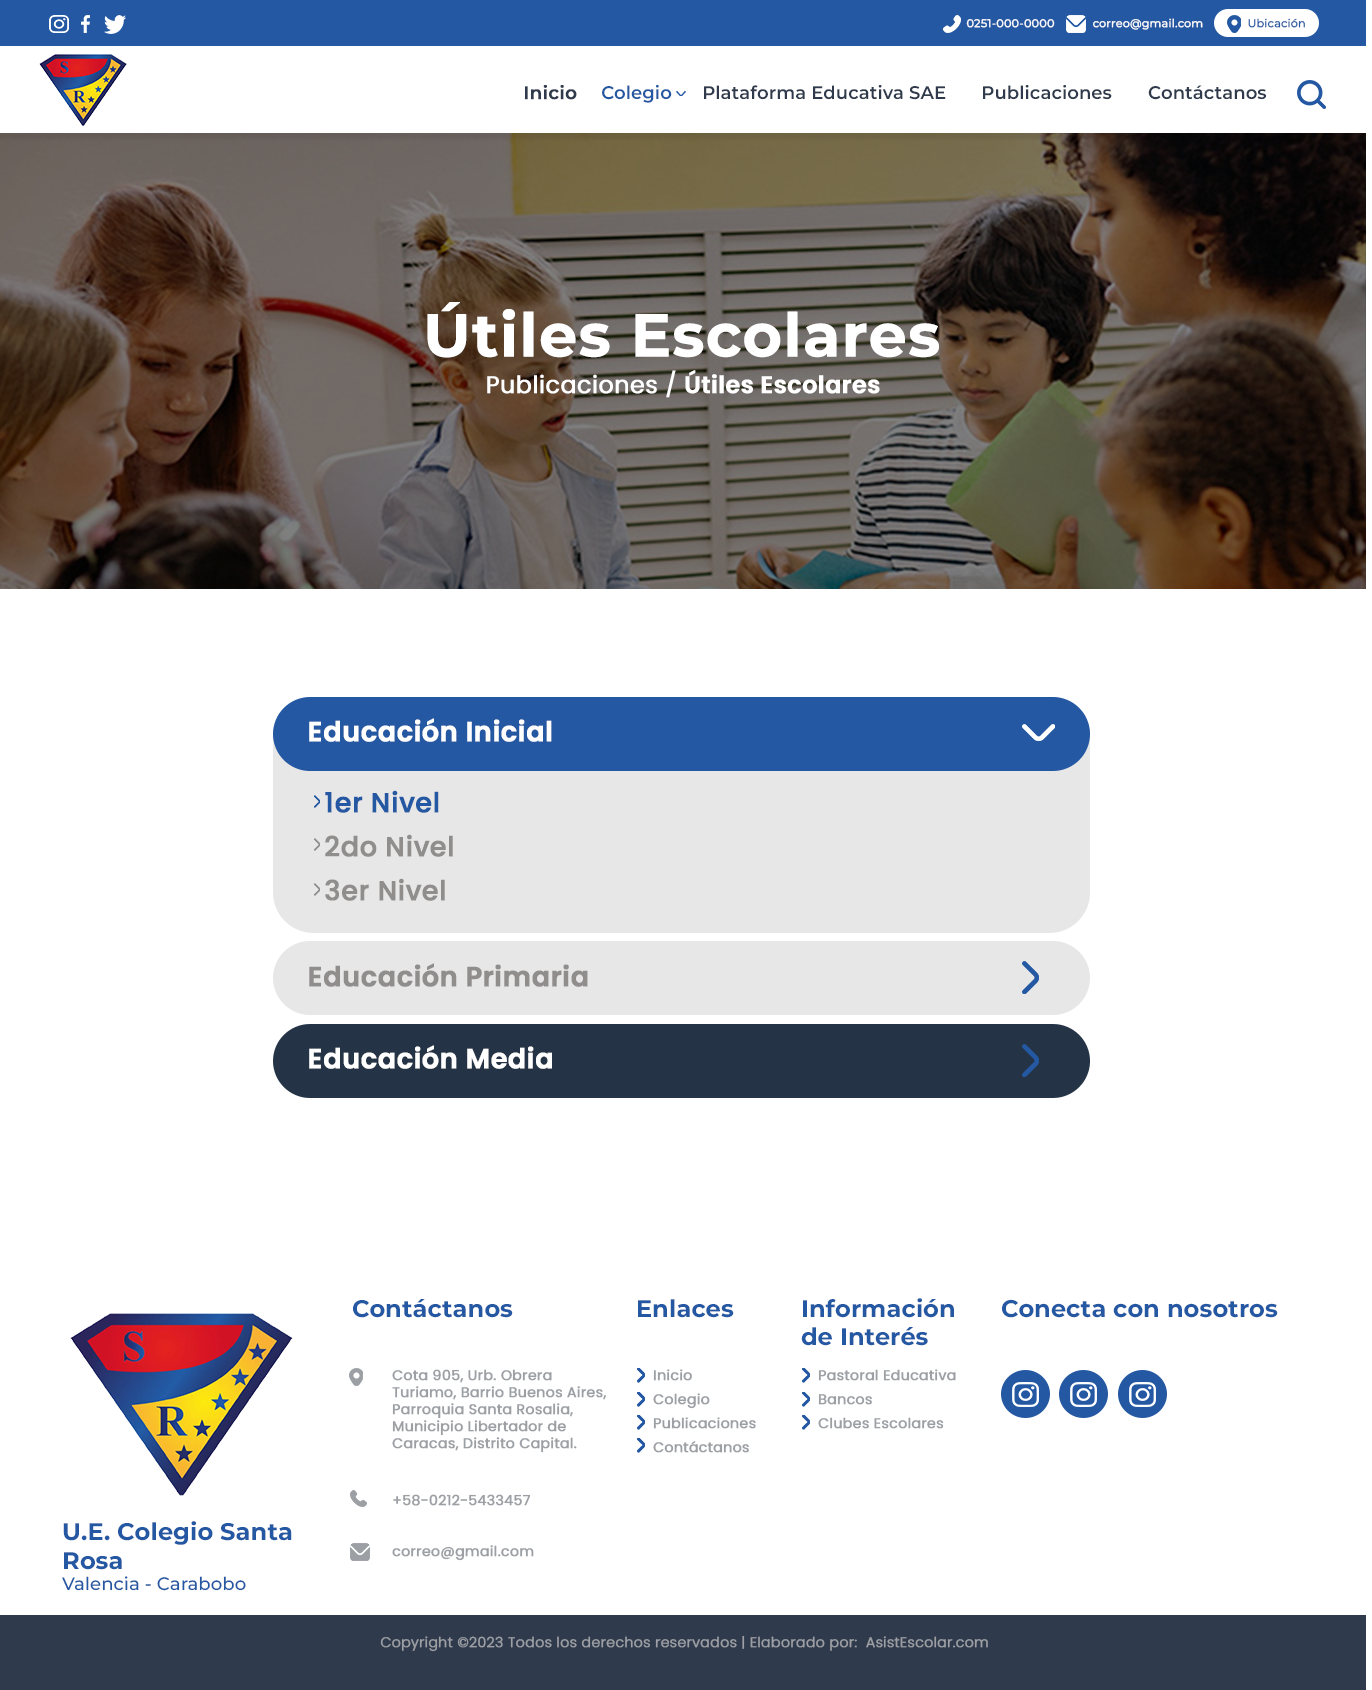 0251-000-0000 correo@gmail.com Ubicación
S
R
Inicio Colegio Plataforma Educativa SAE Publicaciones Contáctanos
Útiles Escolares
Publicaciones / Útiles Escolares
Educación Inicial
1er Nivel
2do Nivel
3er Nivel
Educación Primaria
Educación Media
S
R
U.E. Colegio Santa
Rosa
Valencia - Carabobo
Contáctanos
Cota 905, Urb. Obrera
Turiamo, Barrio Buenos Aires,
Parroquia Santa Rosalia,
Municipio Libertador de
Caracas, Distrito Capital.
+58-0212-5433457
correo@gmail.com
Enlaces
Inicio
Colegio
Publicaciones
Contáctanos
Información
de Interés
Pastoral Educativa
Bancos
Clubes Escolares
Conecta con nosotros
Copyright ©2023 Todos los derechos reservados | Elaborado por: AsistEscolar.com